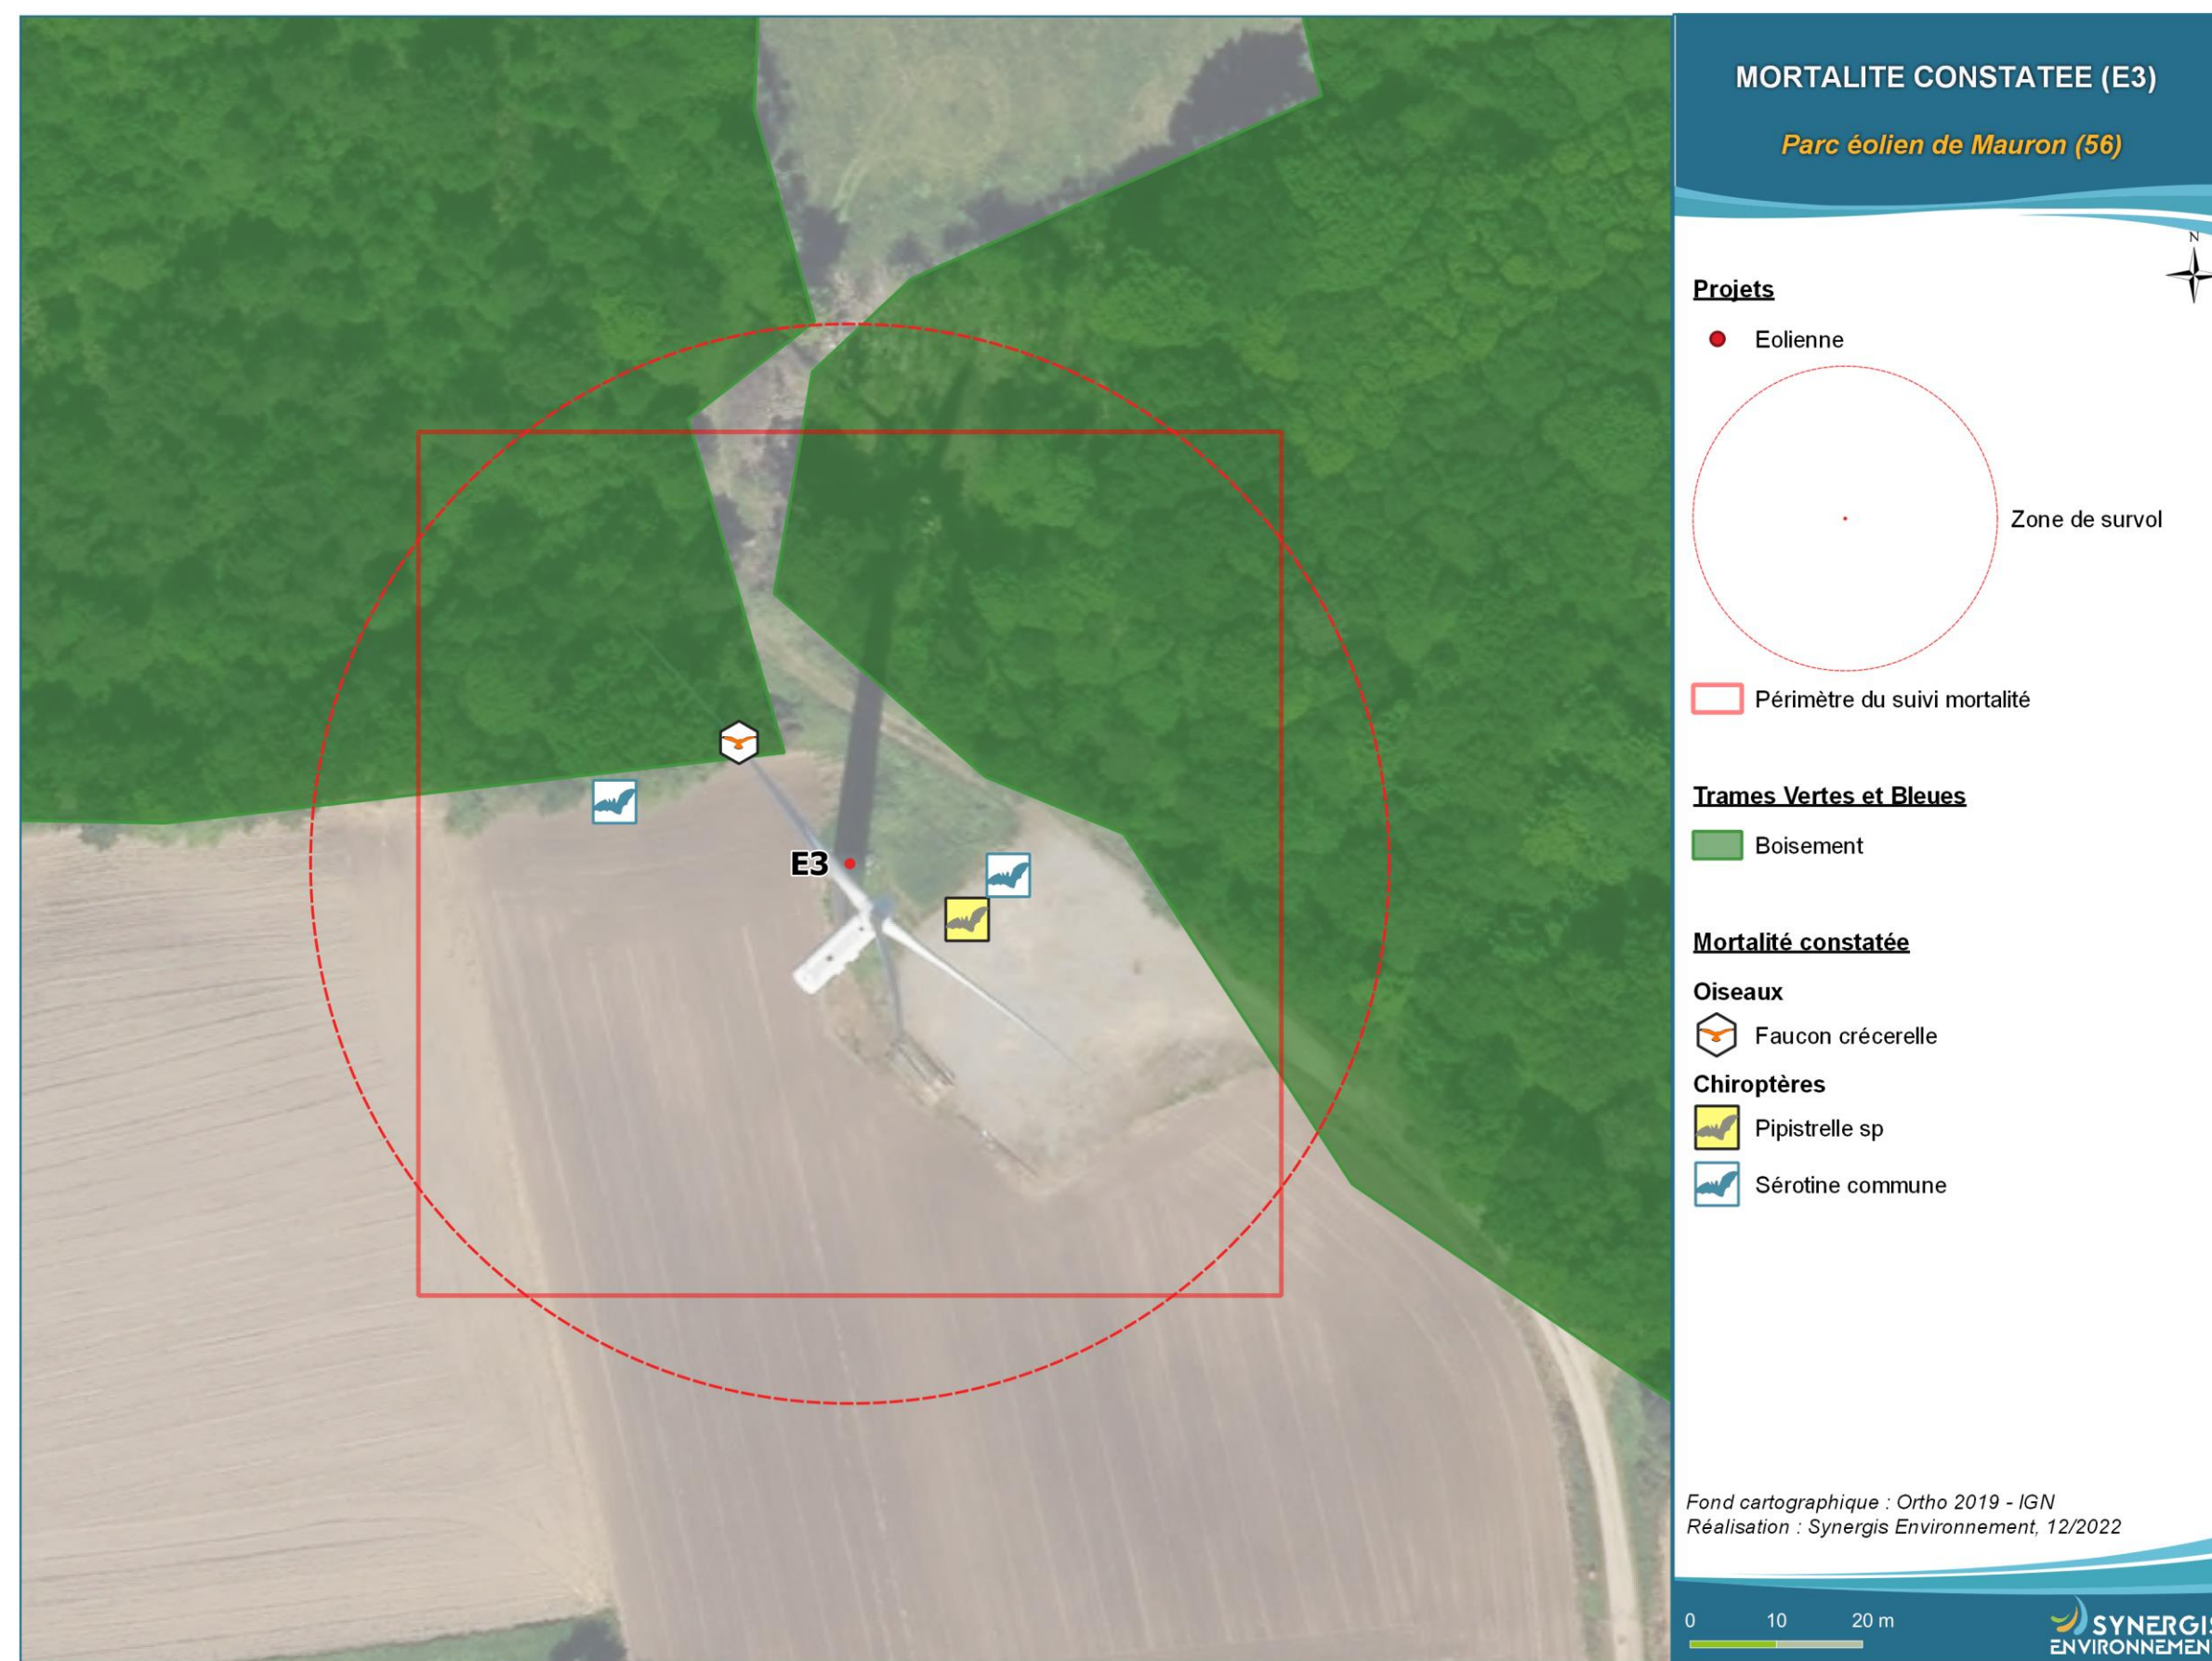 MORTALITE CONSTATEE (E3)
Parc éolien de Mauron (56)
N
Projets
Eolienne
Zone de survol
Périmètre du suivi mortalité
Trames Vertes et Bleues
Boisement
Mortalité constatée
Oiseaux
Faucon crécerelle
Chiroptères
Pipistrelle sp
Sérotine commune
E3
Fond cartographique : Ortho 2019 - IGN
Réalisation : Synergis Environnement, 12/2022
0 10 20 m
SYNERGIS
ENVIRONNEMEN